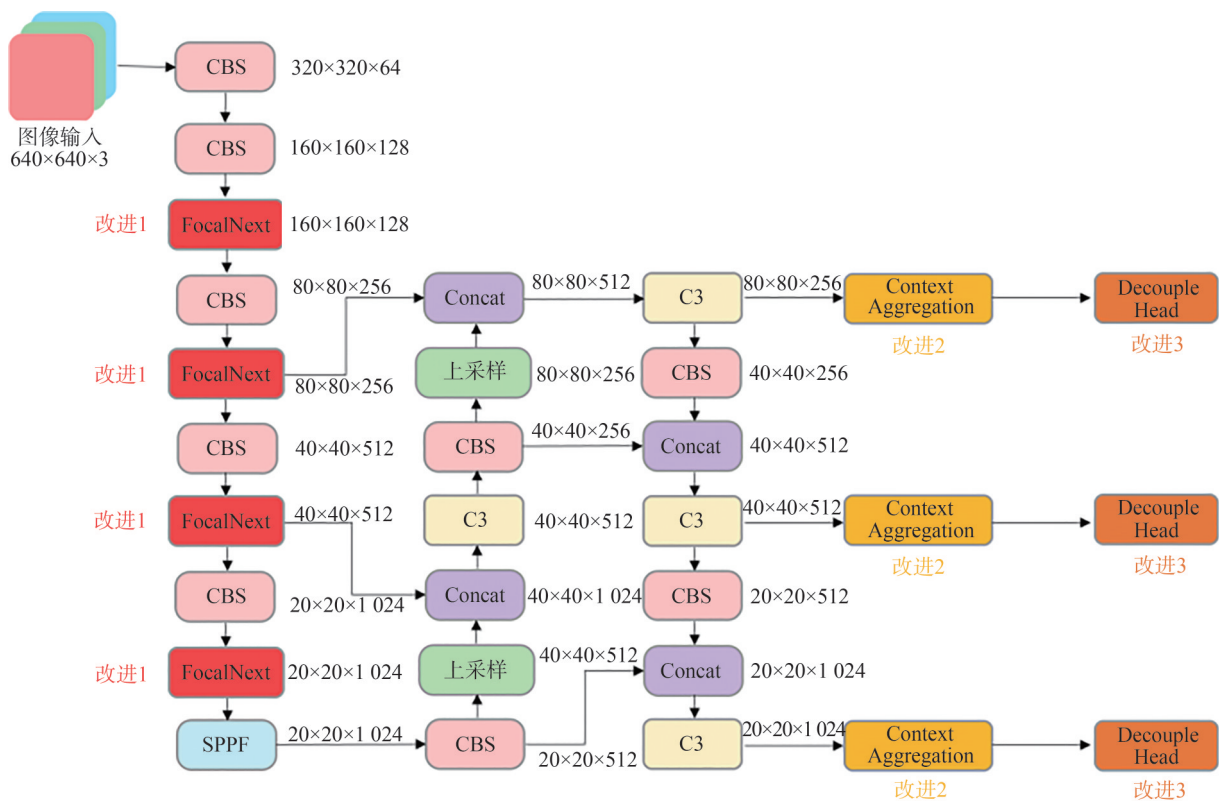 图像输入
640×640×3
CBS
320×320×64
CBS
160×160×128
改进1
FocalNext
160×160×128
CBS
80×80×256
Concat
80×80×512
C3
80×80×256
Context
Aggregation
改进2
Decouple
Head
改进3
改进1
FocalNext
80×80×256
上采样
80×80×256
CBS
40×40×256
CBS
40×40×512
CBS
40×40×256
Concat
40×40×512
改进1
FocalNext
40×40×512
C3
40×40×512
C3
40×40×512
Context
Aggregation
改进2
Decouple
Head
改进3
CBS
20×20×1 024
Concat
40×40×1 024
CBS
20×20×512
改进1
FocalNext
20×20×1 024
上采样
40×40×512
Concat
20×20×1 024
SPPF
20×20×1 024
CBS
20×20×512
C3
20×20×1 024
Context
Aggregation
改进2
Decouple
Head
改进3